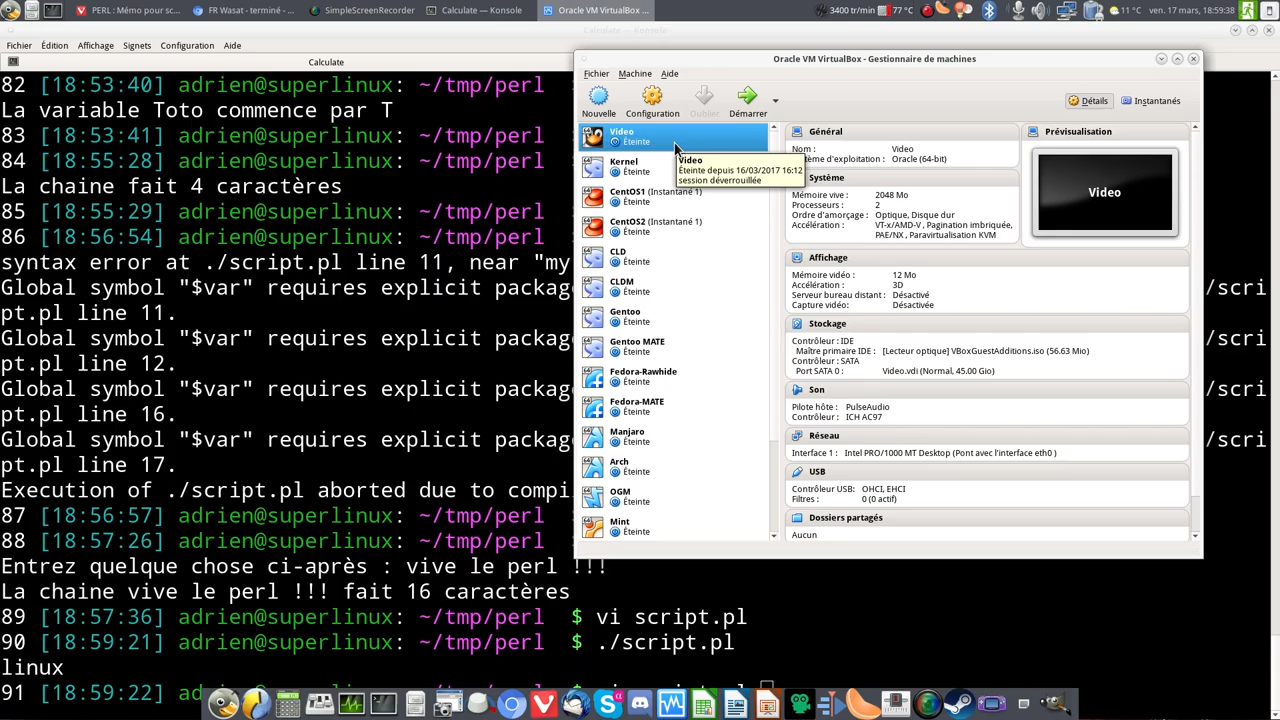 PERL : Mémo pour sc...
FR Wasat - terminé - ...
SimpleScreenRecorder
Calculate — Konsole
Oracle VM VirtualBox ...
3400 tr/min
77 °C
11 °C
ven. 17 mars, 18:59:38
Calculate — Konsole
Fichier Édition Affichage Signets Configuration Aide
Calculate
82 [18:53:40] adrien@superlinux: ~/tmp/perl
La variable Toto commence par T
83 [18:53:41] adrien@superlinux: ~/tmp/perl
84 [18:55:28] adrien@superlinux: ~/tmp/perl
La chaine fait 4 caractères
85 [18:55:29] adrien@superlinux: ~/tmp/perl
86 [18:56:54] adrien@superlinux: ~/tmp/perl
syntax error at ./script.pl line 11, near "my
Global symbol "$var" requires explicit packag /scri
pt.pl line 11.
Global symbol "$var" requires explicit packag /scri
pt.pl line 12.
Global symbol "$var" requires explicit packag /scri
pt.pl line 16.
Global symbol "$var" requires explicit packag /scri
pt.pl line 17.
Execution of ./script.pl aborted due to compi
87 [18:56:57] adrien@superlinux: ~/tmp/perl
88 [18:57:26] adrien@superlinux: ~/tmp/perl
Entrez quelque chose ci-après : vive le perl !!!
La chaine vive le perl !!! fait 16 caractères
89 [18:57:36] adrien@superlinux: ~/tmp/perl $ vi script.pl
90 [18:59:21] adrien@superlinux: ~/tmp/perl $ ./script.pl
linux
91 [18:59:22] adrien@superlinux: ~/tmp/perl
Oracle VM VirtualBox - Gestionnaire de machines
Fichier Machine Aide
Nouvelle Configuration Oublier Démarrer
Détails Instantanés
Video
Éteinte
Kernel
Éteinte
CentOS1 (Instantané 1)
Éteinte
CentOS2 (Instantané 1)
Éteinte
CLD
Éteinte
CLDM
Éteinte
Gentoo
Éteinte
Gentoo MATE
Éteinte
Fedora-Rawhide
Éteinte
Fedora-MATE
Éteinte
Manjaro
Éteinte
Arch
Éteinte
OGM
Éteinte
Mint
Éteinte
Video
Éteinte depuis 16/03/2017 16:12
session déverrouillée
Général
Nom : Video
ème d'exploitation : Oracle (64-bit)
Système
Mémoire vive : 2048 Mo
Processeurs : 2
Ordre d'amorçage : Optique, Disque dur
Accélération : VT-x/AMD-V , Pagination imbriquée,
PAE/NX , Paravirtualisation KVM
Prévisualisation
Video
Affichage
Mémoire vidéo : 12 Mo
Accélération : 3D
Serveur bureau distant : Désactivé
Capture vidéo: Désactivée
Stockage
Contrôleur : IDE
Maître primaire IDE : [Lecteur optique] VBoxGuestAdditions.iso (56.63 Mio)
Contrôleur : SATA
Port SATA 0 : Video.vdi (Normal, 45.00 Gio)
Son
Pilote hôte : PulseAudio
Contrôleur : ICH AC97
Réseau
Interface 1 : Intel PRO/1000 MT Desktop (Pont avec l'interface eth0 )
USB
Contrôleur USB: OHCI, EHCI
Filtres : 0 (0 actif)
Dossiers partagés
Aucun